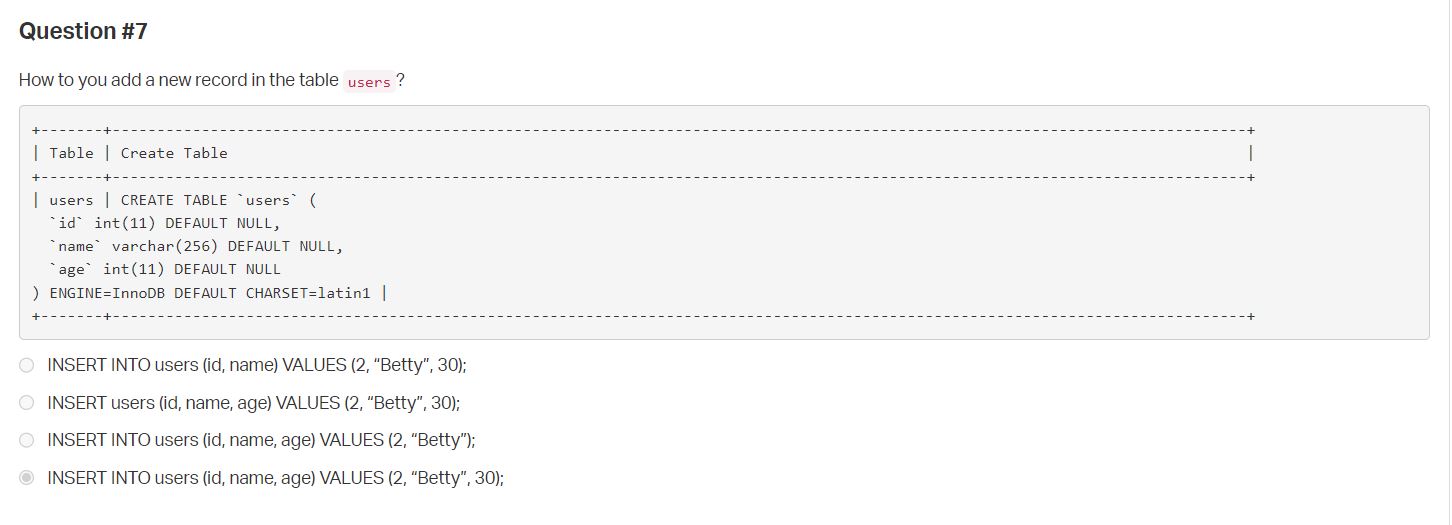 Question #7
How to you add a new record in the table users ?
+-------+--------------------------------------------------------------------------------------------------------------------------------+
| Table | Create Table                                                                                                                   |
+-------+--------------------------------------------------------------------------------------------------------------------------------+
| users | CREATE TABLE `users` (
  `id` int(11) DEFAULT NULL,
  `name` varchar(256) DEFAULT NULL,
  `age` int(11) DEFAULT NULL
) ENGINE=InnoDB DEFAULT CHARSET=latin1 |
+-------+--------------------------------------------------------------------------------------------------------------------------------+
INSERT INTO users (id, name) VALUES (2, “Betty”, 30);
INSERT users (id, name, age) VALUES (2, “Betty”, 30);
INSERT INTO users (id, name, age) VALUES (2, “Betty”);
INSERT INTO users (id, name, age) VALUES (2, “Betty”, 30);